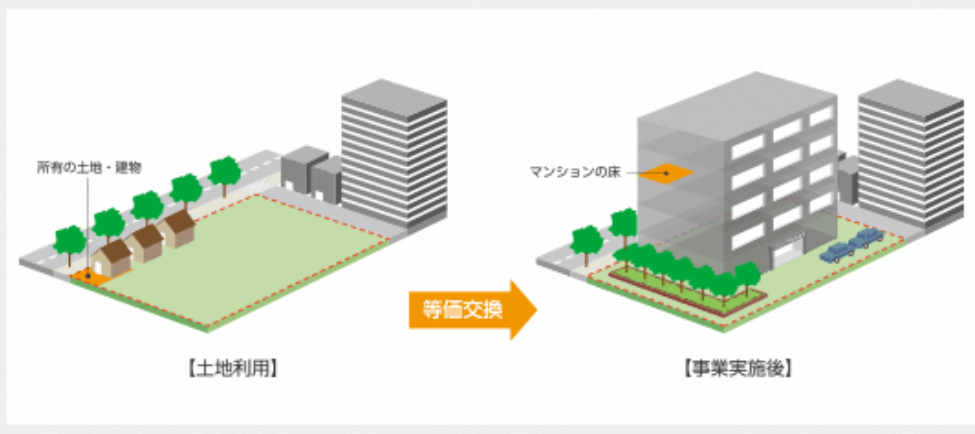 所有の土地・建物
マンションの床
等価交換
【土地利用】
【事業実施後】